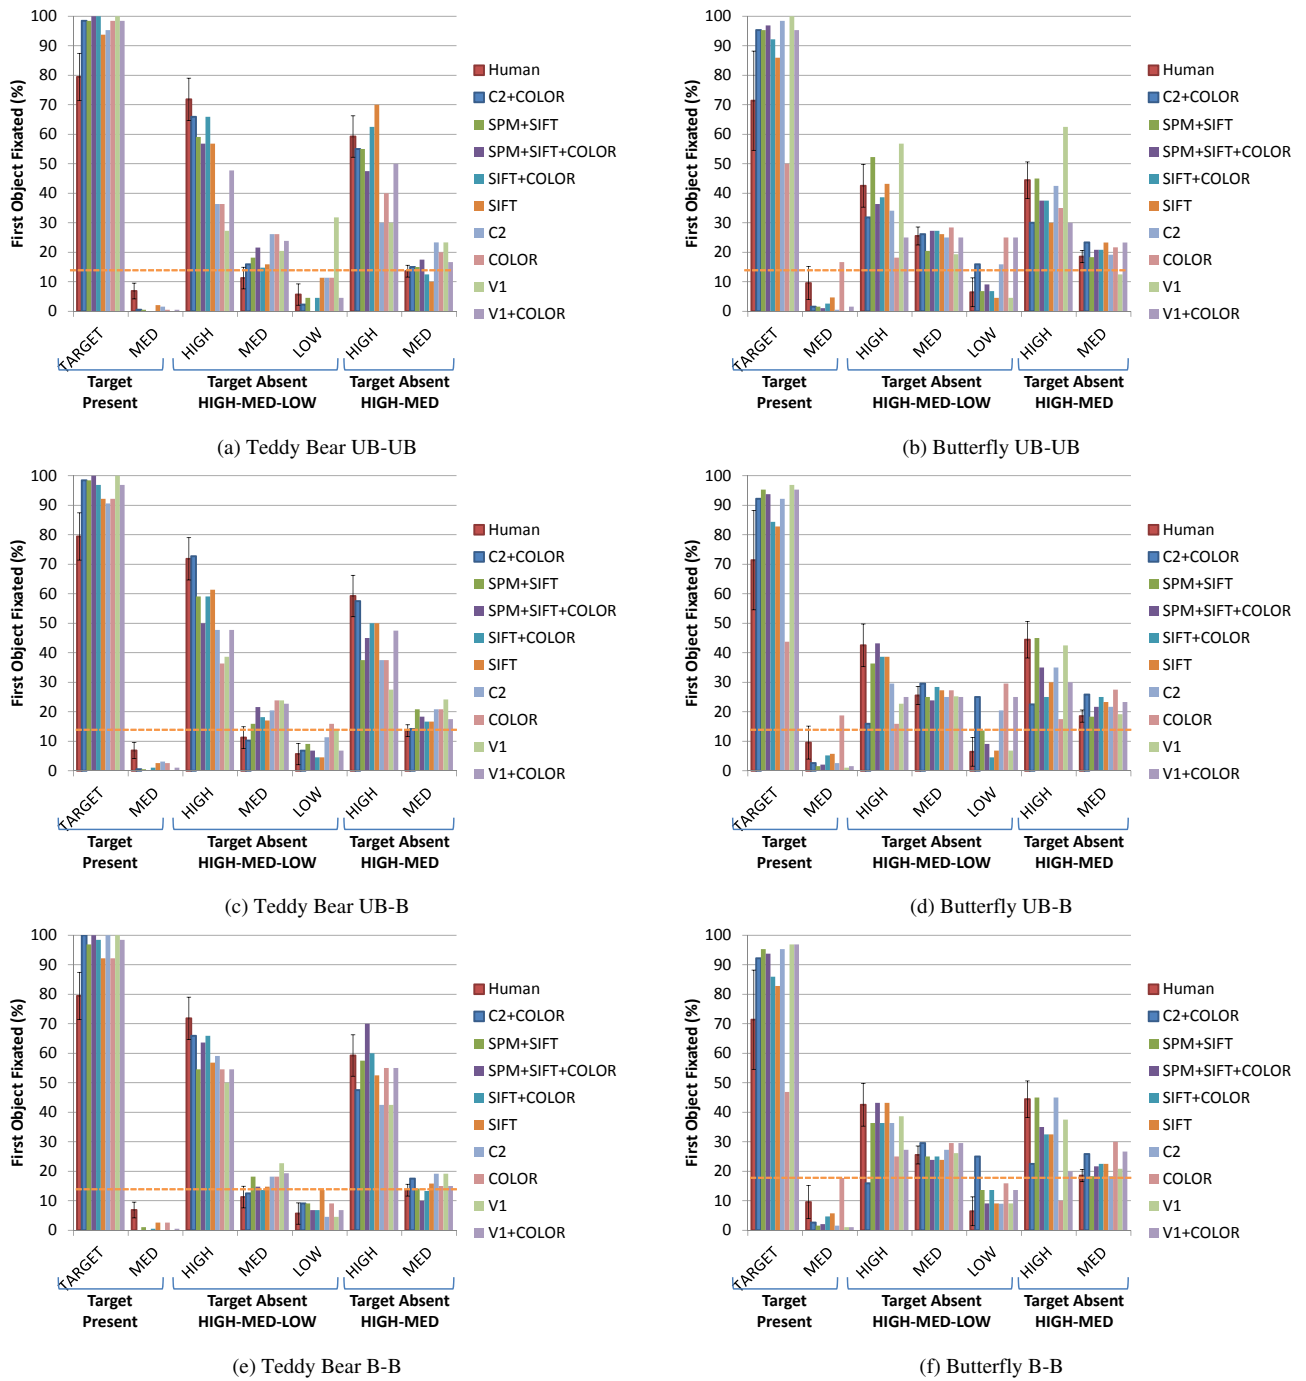 First Object Fixated (%)
100
90
80
70
60
50
40
30
20
10
0
TARGET
MED
HIGH
MED
LOW
HIGH
MED
Target
Present
Target Absent
HIGH-MED-LOW
Target Absent
HIGH-MED
Human
C2+COLOR
SPM+SIFT
SPM+SIFT+COLOR
SIFT+COLOR
SIFT
C2
COLOR
V1
V1+COLOR
(a) Teddy Bear UB-UB
First Object Fixated (%)
100
90
80
70
60
50
40
30
20
10
0
TARGET
MED
HIGH
MED
LOW
HIGH
MED
Target
Present
Target Absent
HIGH-MED-LOW
Target Absent
HIGH-MED
Human
C2+COLOR
SPM+SIFT
SPM+SIFT+COLOR
SIFT+COLOR
SIFT
C2
COLOR
V1
V1+COLOR
(b) Butterfly UB-UB
First Object Fixated (%)
100
90
80
70
60
50
40
30
20
10
0
TARGET
MED
HIGH
MED
LOW
HIGH
MED
Target
Present
Target Absent
HIGH-MED-LOW
Target Absent
HIGH-MED
Human
C2+COLOR
SPM+SIFT
SPM+SIFT+COLOR
SIFT+COLOR
SIFT
C2
COLOR
V1
V1+COLOR
(c) Teddy Bear UB-B
First Object Fixated (%)
100
90
80
70
60
50
40
30
20
10
0
TARGET
MED
HIGH
MED
LOW
HIGH
MED
Target
Present
Target Absent
HIGH-MED-LOW
Target Absent
HIGH-MED
Human
C2+COLOR
SPM+SIFT
SPM+SIFT+COLOR
SIFT+COLOR
SIFT
C2
COLOR
V1
V1+COLOR
(d) Butterfly UB-B
First Object Fixated (%)
100
90
80
70
60
50
40
30
20
10
0
TARGET
MED
HIGH
MED
LOW
HIGH
MED
Target
Present
Target Absent
HIGH-MED-LOW
Target Absent
HIGH-MED
Human
C2+COLOR
SPM+SIFT
SPM+SIFT+COLOR
SIFT+COLOR
SIFT
C2
COLOR
V1
V1+COLOR
(e) Teddy Bear B-B
First Object Fixated (%)
100
90
80
70
60
50
40
30
20
10
0
TARGET
MED
HIGH
MED
LOW
HIGH
MED
Target
Present
Target Absent
HIGH-MED-LOW
Target Absent
HIGH-MED
Human
C2+COLOR
SPM+SIFT
SPM+SIFT+COLOR
SIFT+COLOR
SIFT
C2
COLOR
V1
V1+COLOR
(f) Butterfly B-B